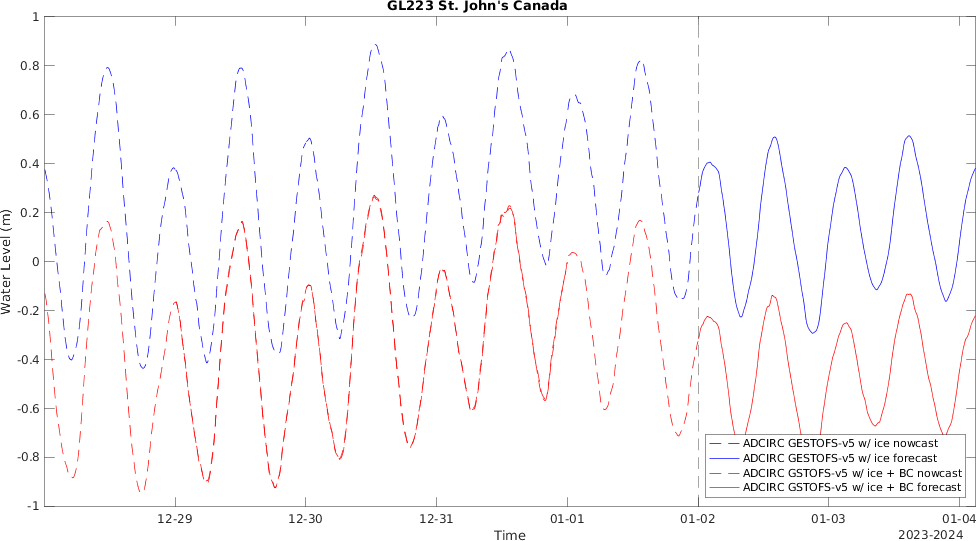 GL223 St. John's Canada
1
0.8
0.6
0.4
0.2
0
-0.2
-0.4
-0.6
-0.8
-1
Water Level (m)
ADCIRC GESTOFS-v5 w/ ice nowcast
ADCIRC GESTOFS-v5 w/ ice forecast
ADCIRC GSTOFS-v5 w/ ice + BC nowcast
ADCIRC GSTOFS-v5 w/ ice + BC forecast
12-29 12-30 12-31 01-01 01-02 01-03 01-04
Time
2023-2024